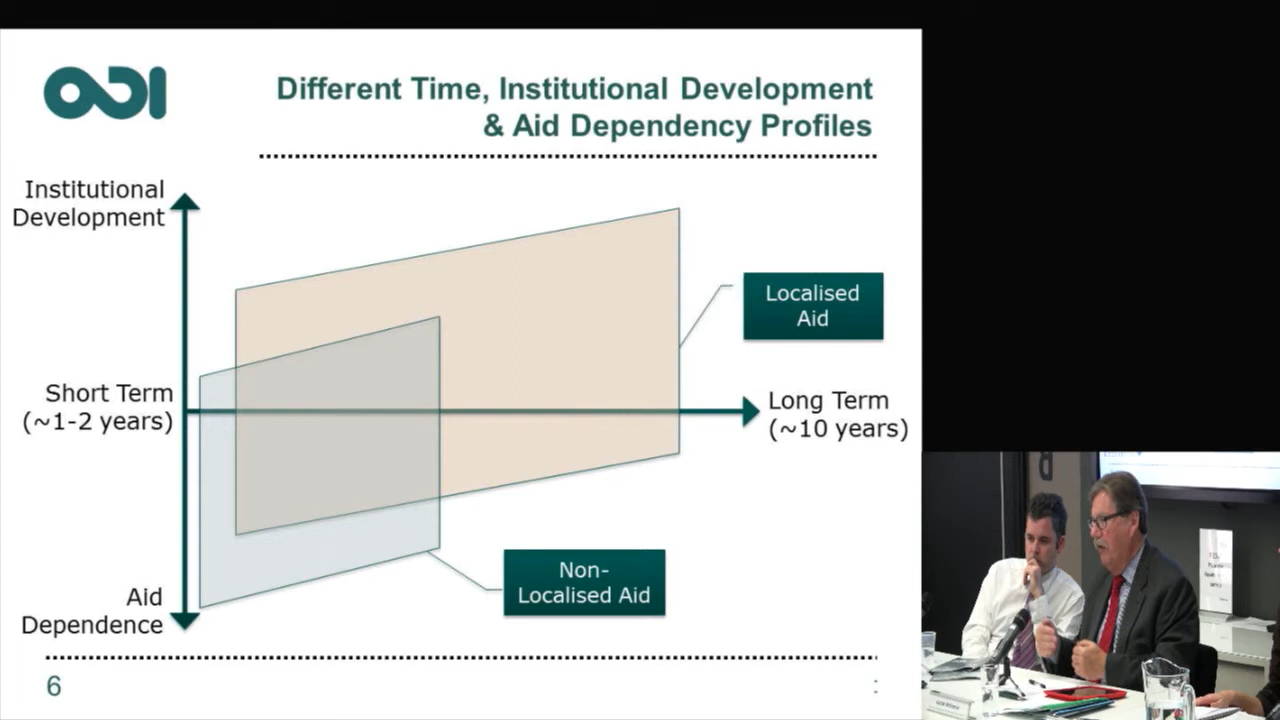 ODI
Different Time, Institutional Development
& Aid Dependency Profiles
Institutional
Development
Localised
Aid
Short Term
(~1-2 years)
Long Term
(~10 years)
Non-
Localised Aid
Aid
Dependence
6
: